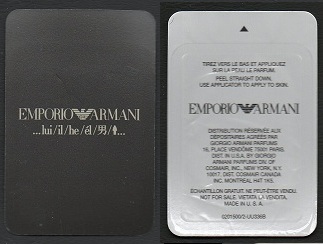 EMPORIO ARMANI
...lui/il/he/él/男/...
TIREZ VERS LE BAS ET APPLIQUEZ
SUR LA PEAU LE PARFUM.
PEEL STRAIGHT DOWN,
USE APPLICATOR TO APPLY TO SKIN.
EMPORIO ARMANI
DISTRIBUTION RÉSERVÉE AUX
DÉPOSITAIRES AGRÉÉS PAR
GIORGIO ARMANI PARFUMS
16, PLACE VENDÔME 75001 PARIS.
DIST. IN U.S.A. BY GIORGIO
ARMANI PARFUMS DIV. OF
COSMAIR, INC., NEW YORK, N.Y.
10017. DIST. COSMAIR CANADA
INC. MONTREAL H4T 1K5.
ÉCHANTILLON GRATUIT. NE PEUT-ÊTRE VENDU.
NOT FOR SALE. VIETATA LA VENDITA.
MADE IN U.S.A.